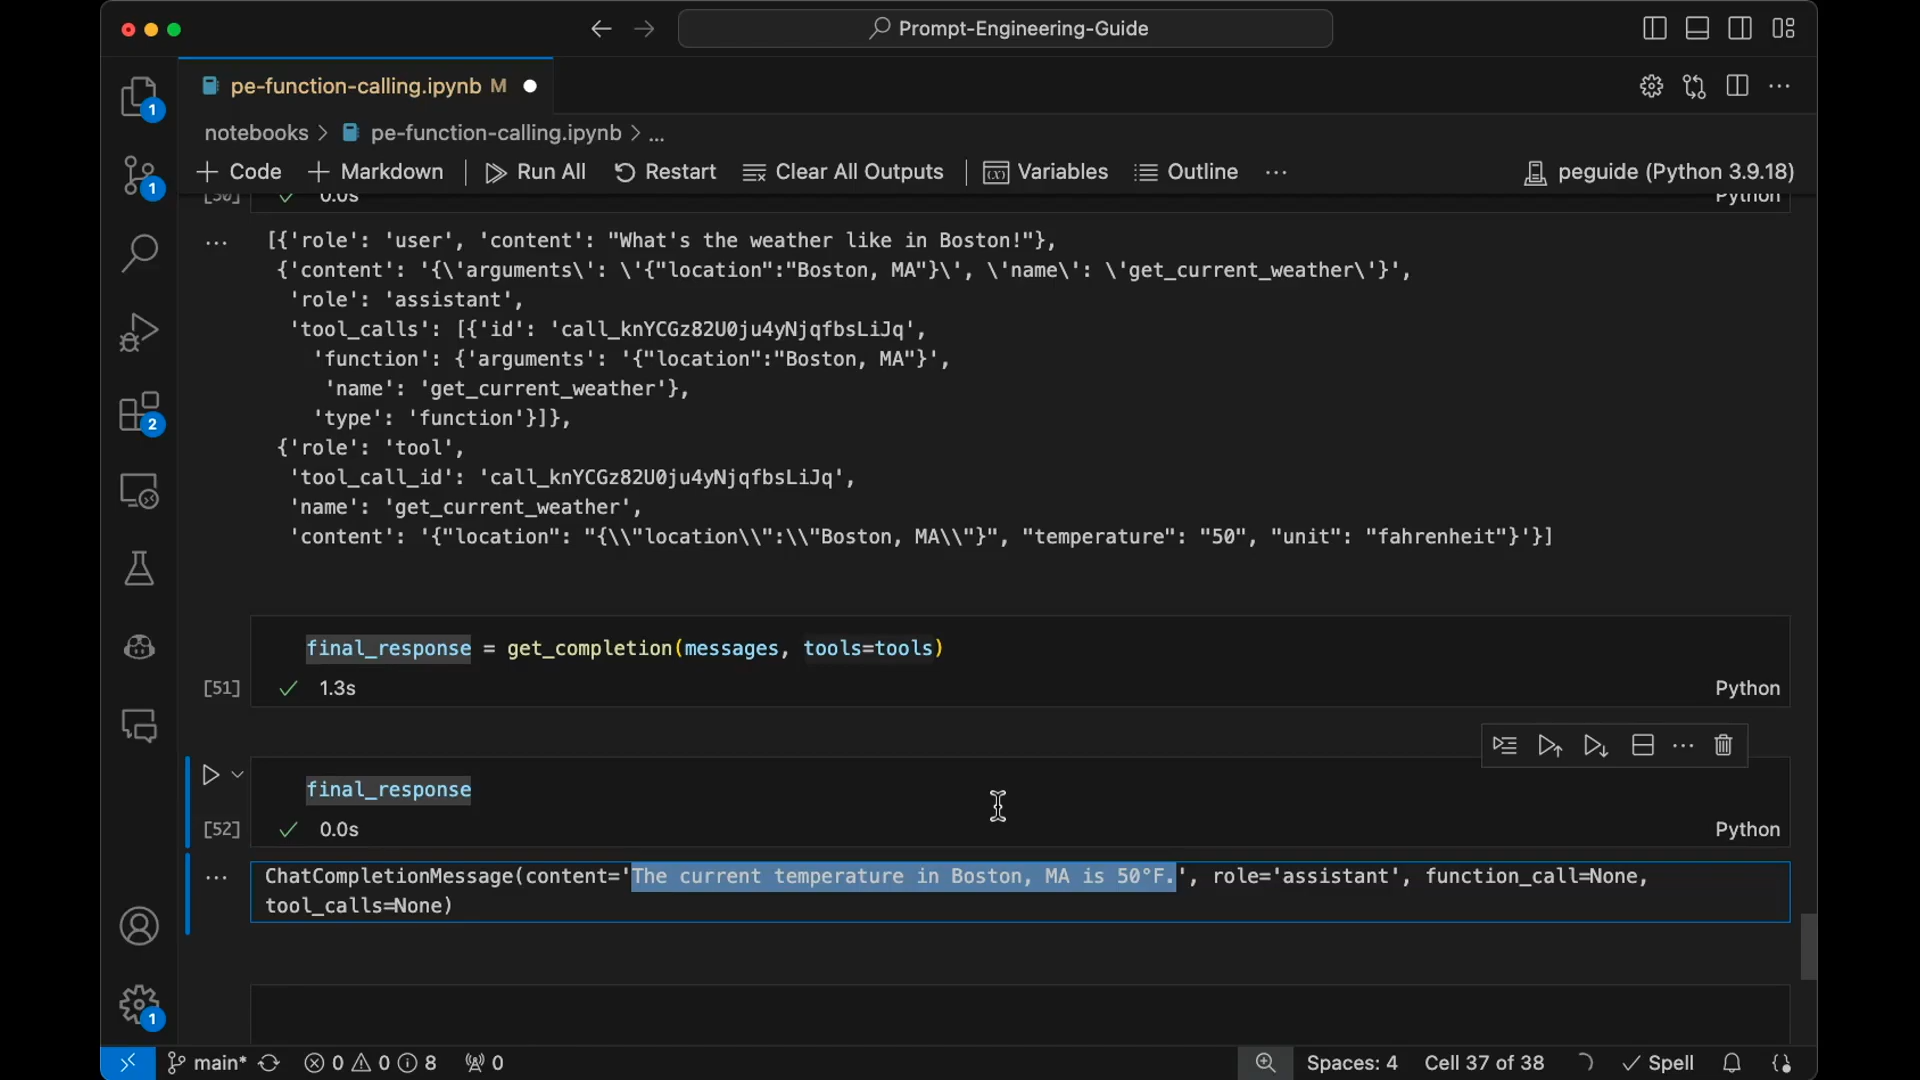 Prompt-Engineering-Guide
pe-function-calling.ipynb M
notebooks > pe-function-calling.ipynb > ...
+ Code + Markdown | Run All Restart Clear All Outputs | Variables Outline ... peguide (Python 3.9.18)
[50] 0.0s Python
[{'role': 'user', 'content': "What's the weather like in Boston!"},
{'content': '{\'arguments\': \'{"location":"Boston, MA"}\', \'name\': \'get_current_weather\'}',
'role': 'assistant',
'tool_calls': [{'id': 'call_knYCGz82U0ju4yNjqfbsLiJq',
'function': {'arguments': '{"location":"Boston, MA"}',
'name': 'get_current_weather'},
'type': 'function'}]},
{'role': 'tool',
'tool_call_id': 'call_knYCGz82U0ju4yNjqfbsLiJq',
'name': 'get_current_weather',
'content': '{"location": "{\\"location\\":\\"Boston, MA\\"}", "temperature": "50", "unit": "fahrenheit"}'}]
final_response = get_completion(messages, tools=tools)
[51] 1.3s Python
final_response
[52] 0.0s Python
ChatCompletionMessage(content='The current temperature in Boston, MA is 50°F.', role='assistant', function_call=None,
tool_calls=None)
1
1
2
1
main* 0 0 8 0 Spaces: 4 Cell 37 of 38 Spell